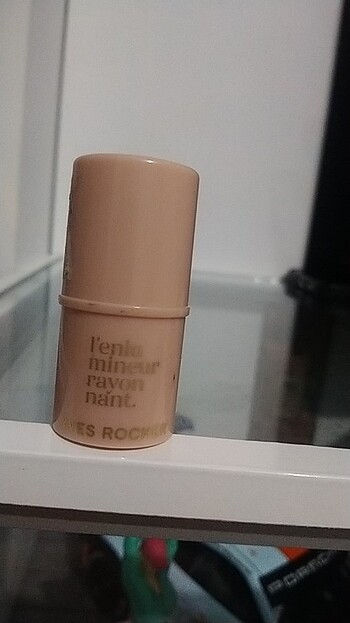 l'enlu
mineur
rayon
nant.
YVES ROCHER